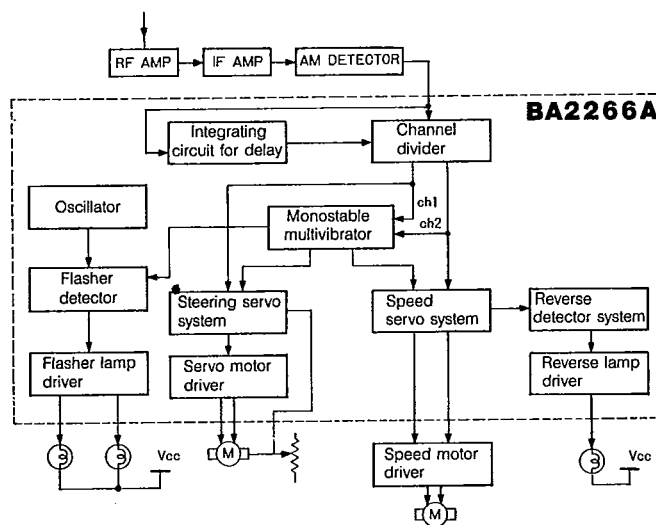 RF AMP
IF AMP
AM DETECTOR
BA2266A
Integrating
circuit for delay
Channel
divider
ch1
Oscillator
Monostable
multivibrator
ch2
Flasher
detector
Steering servo
system
Speed
servo system
Reverse
detector system
Flasher lamp
driver
Servo motor
driver
Reverse lamp
driver
Vcc
M
Speed motor
driver
Vcc
M